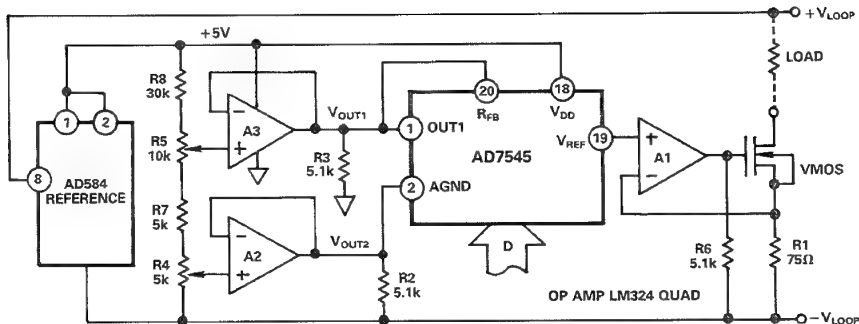 +VLOOP
+5V
LOAD
R8
30k
20
18
VOUT1
RFB
VDD
1
2
−
A3
+
1
OUT1
VREF
19
+
A1
−
R5
10k
AD7545
VMOS
R3
5.1k
8
AD584
REFERENCE
2
AGND
R7
5k
−
A2
+
VOUT2
D
R6
5.1k
R1
75Ω
R4
5k
R2
5.1k
OP AMP LM324 QUAD
−VLOOP